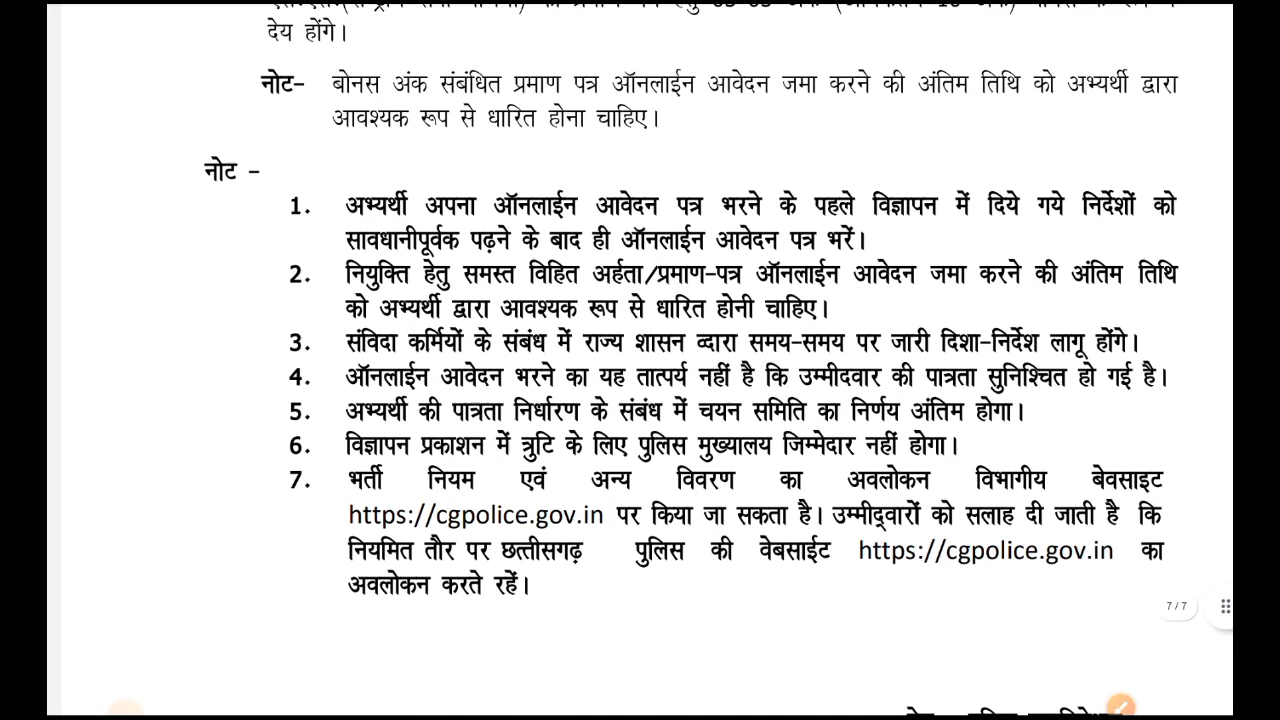 देय होंगे।
नोट– बोनस अंक संबंधित प्रमाण पत्र ऑनलाईन आवेदन जमा करने की अंतिम तिथि को अभ्यर्थी द्वारा
आवश्यक रूप से धारित होना चाहिए।
नोट –
1. अभ्यर्थी अपना ऑनलाईन आवेदन पत्र भरने के पहले विज्ञापन में दिये गये निर्देशों को
सावधानीपूर्वक पढ़ने के बाद ही ऑनलाईन आवेदन पत्र भरें।
2. नियुक्ति हेतु समस्त विहित अर्हता/प्रमाण–पत्र ऑनलाईन आवेदन जमा करने की अंतिम तिथि
को अभ्यर्थी द्वारा आवश्यक रूप से धारित होनी चाहिए।
3. संविदा कर्मियों के संबंध में राज्य शासन व्दारा समय–समय पर जारी दिशा–निर्देश लागू होंगे।
4. ऑनलाईन आवेदन भरने का यह तात्पर्य नहीं है कि उम्मीदवार की पात्रता सुनिश्चित हो गई है।
5. अभ्यर्थी की पात्रता निर्धारण के संबंध में चयन समिति का निर्णय अंतिम होगा।
6. विज्ञापन प्रकाशन में त्रुटि के लिए पुलिस मुख्यालय जिम्मेदार नहीं होगा।
7. भर्ती नियम एवं अन्य विवरण का अवलोकन विभागीय बेवसाइट
https://cgpolice.gov.in पर किया जा सकता है। उम्मीद्वारों को सलाह दी जाती है कि
नियमित तौर पर छत्तीसगढ़ पुलिस की वेबसाईट https://cgpolice.gov.in का
अवलोकन करते रहें।
7/7